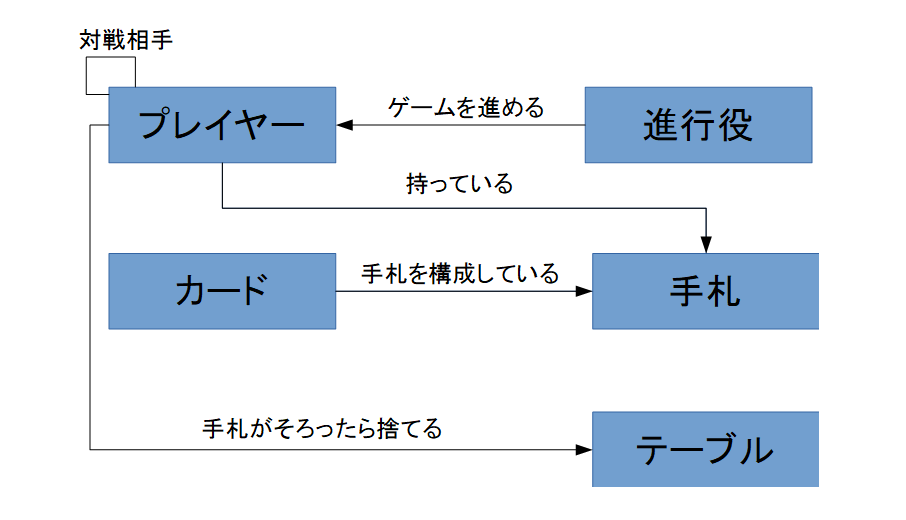 対戦相手
プレイヤー
ゲームを進める
進行役
持っている
カード
手札を構成している
手札
手札がそろったら捨てる
テーブル